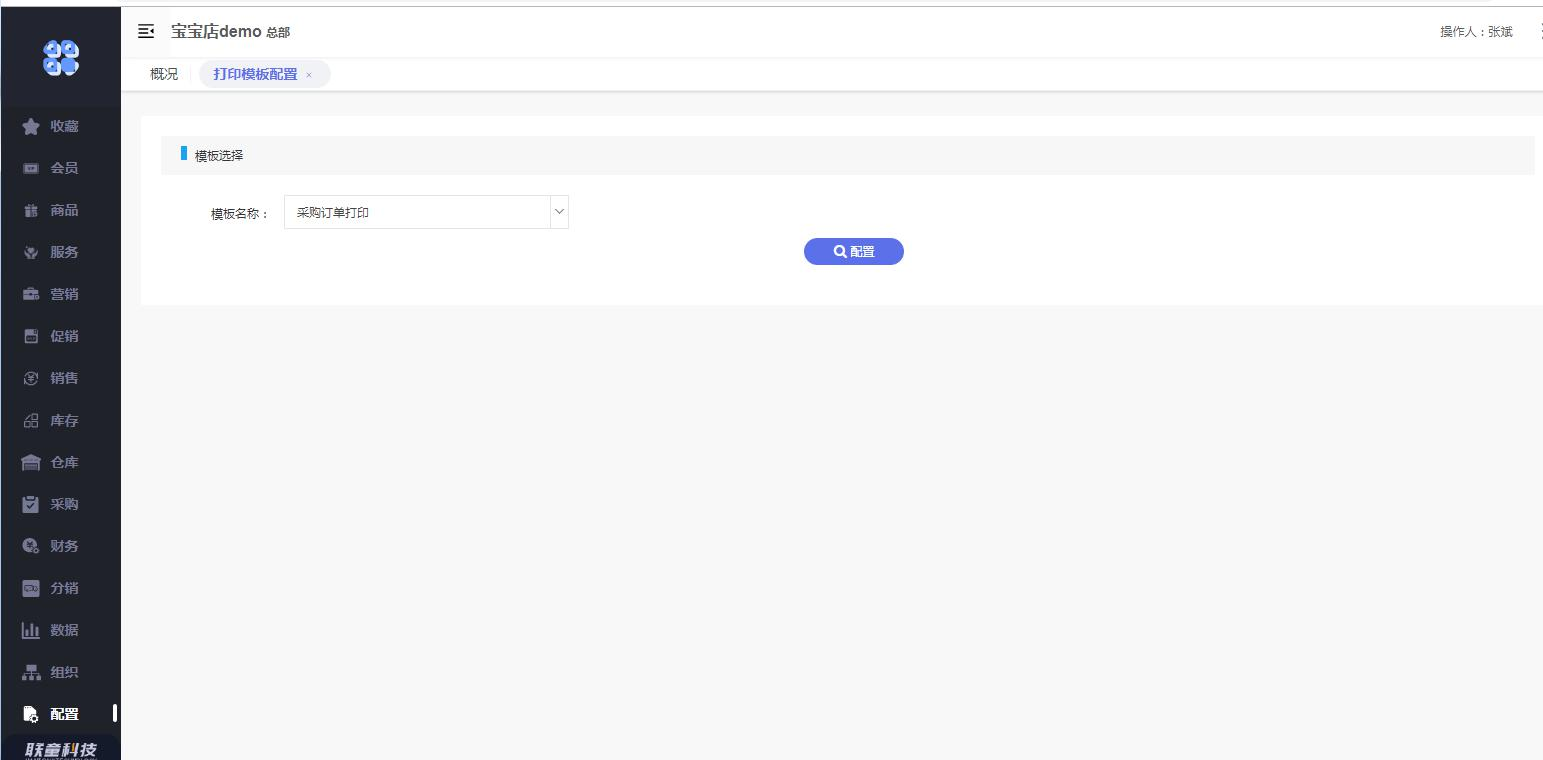 宝宝店demo 总部
操作人：张斌
概况
打印模板配置 ×
收藏
会员
商品
服务
营销
促销
销售
库存
仓库
采购
财务
分销
数据
组织
配置
联童科技
模板选择
模板名称：
采购订单打印
配置